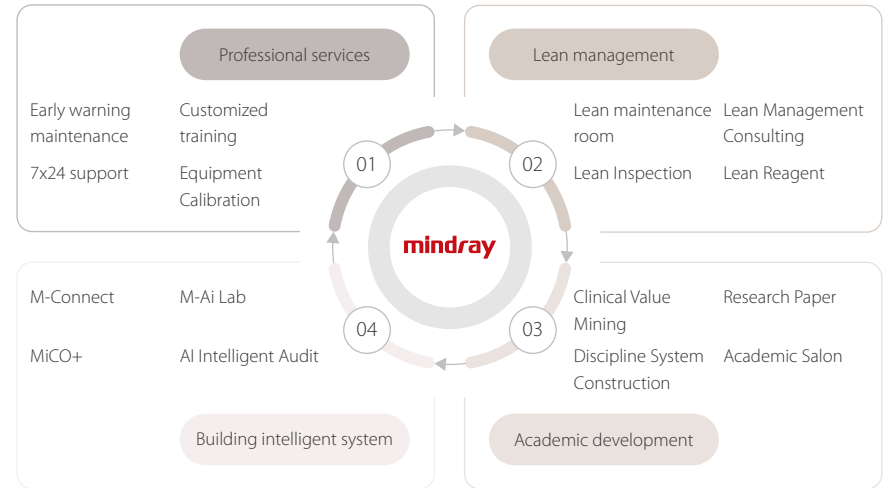 Professional services
Early warning
maintenance
Customized
training
7x24 support
Equipment
Calibration
01
Lean management
Lean maintenance
room
Lean Management
Consulting
Lean Inspection
Lean Reagent
02
mindray
M-Connect
M-Ai Lab
MiCO+
AI Intelligent Audit
04
Building intelligent system
Clinical Value
Mining
Research Paper
Discipline System
Construction
Academic Salon
03
Academic development